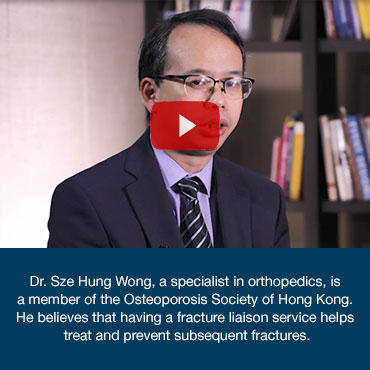 Dr. Sze Hung Wong, a specialist in orthopedics, is
a member of the Osteoporosis Society of Hong Kong.
He believes that having a fracture liaison service helps
treat and prevent subsequent fractures.